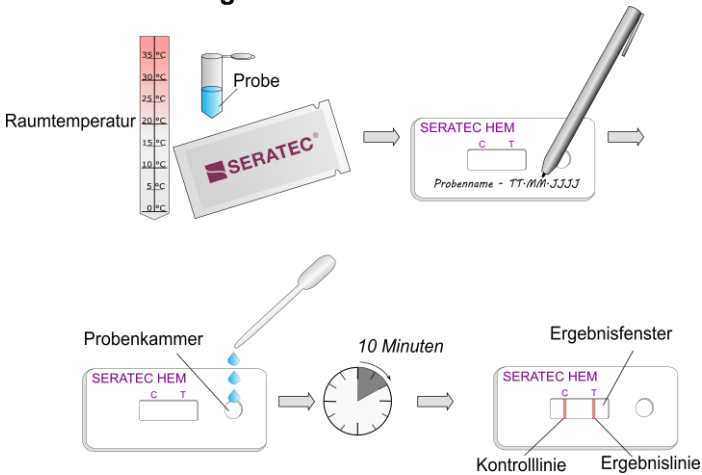 35 °C
30 °C
25 °C
20 °C
15 °C
10 °C
5 °C
0 °C
Raumtemperatur
Probe
SERATEC®
SERATEC HEM
C T
Probenname - TT.MM.JJJJ
Probenkammer
SERATEC HEM
C T
10 Minuten
Ergebnisfenster
SERATEC HEM
C T
Kontrolllinie
Ergebnislinie